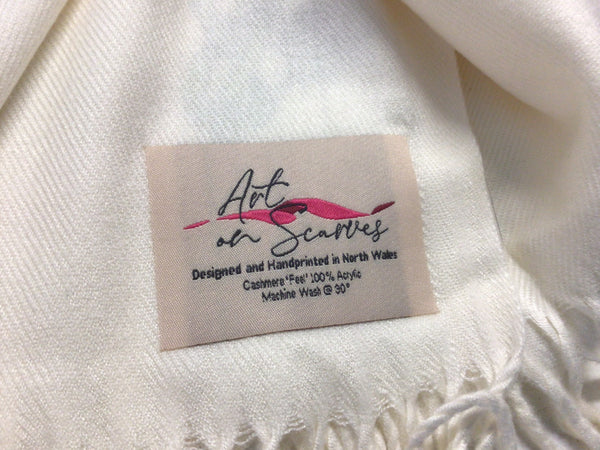 Art
on Scarves
Designed and Handprinted in North Wales
Cashmere "Feel" 100% Acrylic
Machine Wash @ 30°